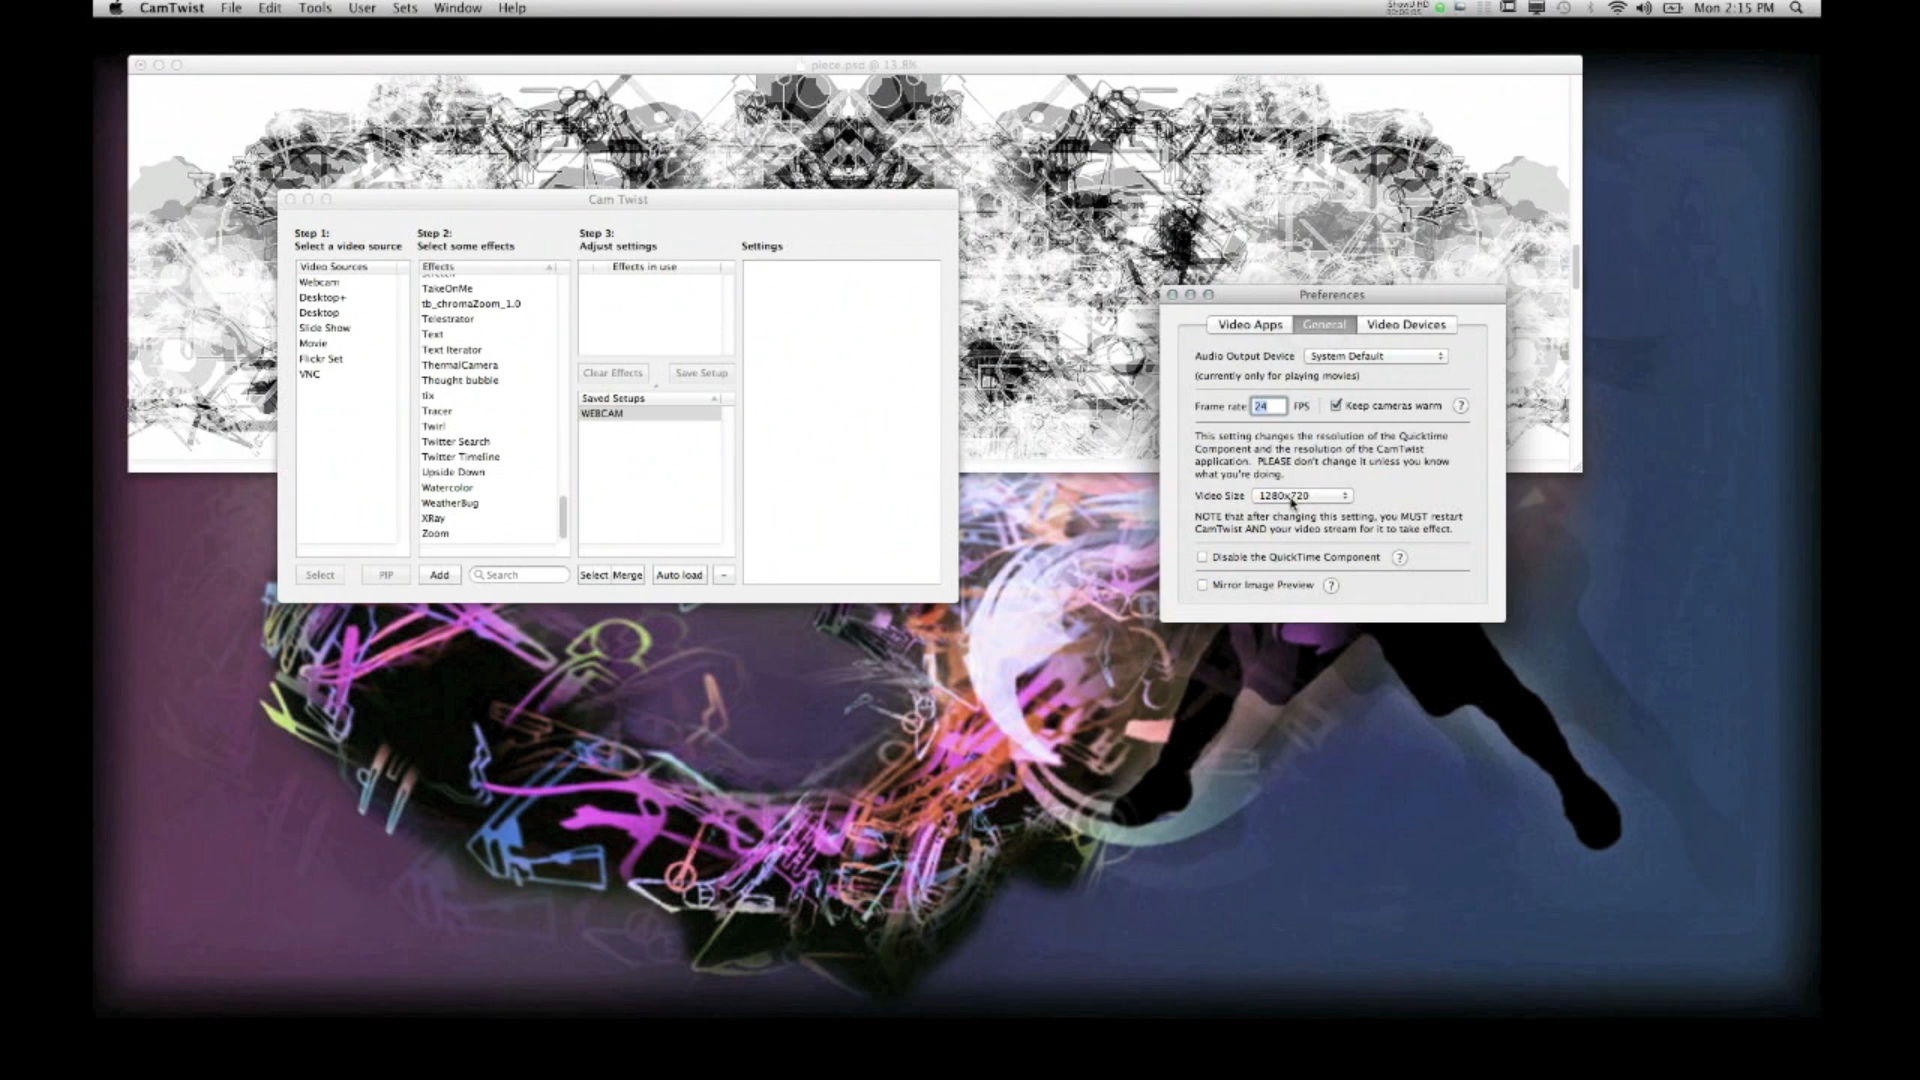 CamTwist File Edit Tools User Sets Window Help
Mon 2:15 PM
piece.psd @ 13.8%
Cam Twist
Step 1:
Select a video source
Step 2:
Select some effects
Step 3:
Adjust settings
Settings
Video Sources
Webcam
Desktop+
Desktop
Slide Show
Movie
Flickr Set
VNC
Select
PIP
Effects
TakeOnMe
tb_chromaZoom_1.0
Telestrator
Text
Text Iterator
ThermalCamera
Thought bubble
tix
Tracer
Twirl
Twitter Search
Twitter Timeline
Upside Down
Watercolor
WeatherBug
XRay
Zoom
Add
Search
Effects in use
Clear Effects
Save Setup
Saved Setups
WEBCAM
Select
Merge
Auto load
-
Preferences
Video Apps General Video Devices
Audio Output Device System Default
(currently only for playing movies)
Frame rate 24 FPS Keep cameras warm ?
This setting changes the resolution of the Quicktime
Component and the resolution of the CamTwist
application. PLEASE don't change it unless you know
what you're doing.
Video Size 1280x720
NOTE that after changing this setting, you MUST restart
CamTwist AND your video stream for it to take effect.
Disable the QuickTime Component ?
Mirror Image Preview ?